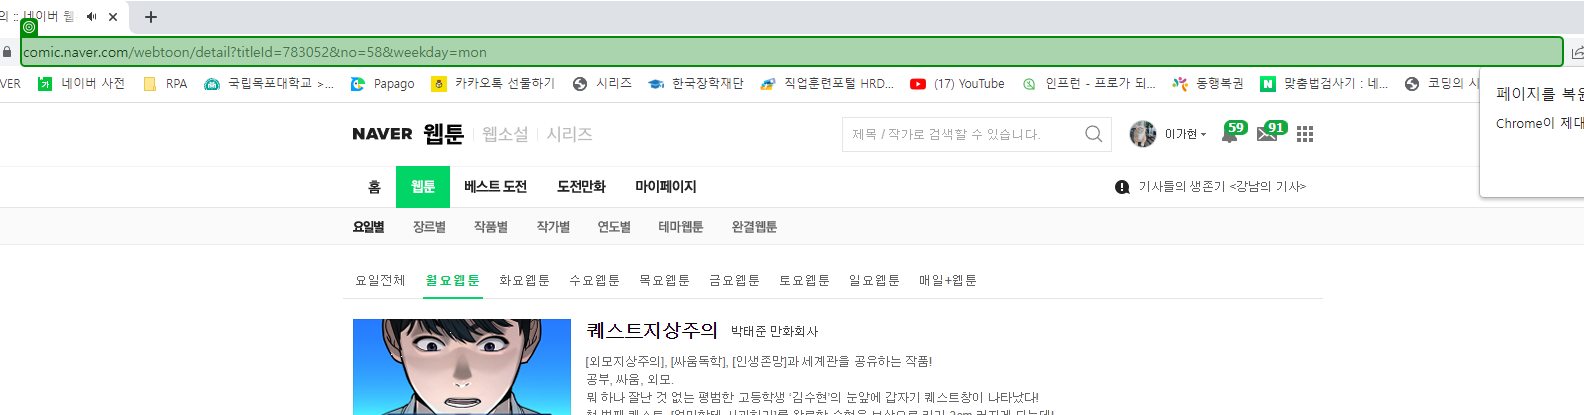 의 :: 네이버 웹
comic.naver.com/webtoon/detail?titleId=783052&no=58&weekday=mon
VER 네이버 사전 RPA 국립목포대학교 >... Papago 카카오톡 선물하기 시리즈 한국장학재단 직업훈련포털 HRD... (17) YouTube 인프런 - 프로가 되... 동행복권 맞춤법검사기 : 네... 코딩의 시
페이지를 복원
Chrome이 제대
NAVER 웹툰 웹소설 시리즈 제목 / 작가로 검색할 수 있습니다. 이가현 59 91
홈 웹툰 베스트 도전 도전만화 마이페이지 기사들의 생존기 <강남의 기사>
요일별 장르별 작품별 작가별 연도별 테마웹툰 완결웹툰
요일전체 월요웹툰 화요웹툰 수요웹툰 목요웹툰 금요웹툰 토요웹툰 일요웹툰 매일+웹툰
퀘스트지상주의 박태준 만화회사
[외모지상주의], [싸움독학], [인생존망]과 세계관을 공유하는 작품!
공부, 싸움, 외모.
뭐 하나 잘난 것 없는 평범한 고등학생 '김수현'의 눈앞에 갑자기 퀘스트창이 나타났다!